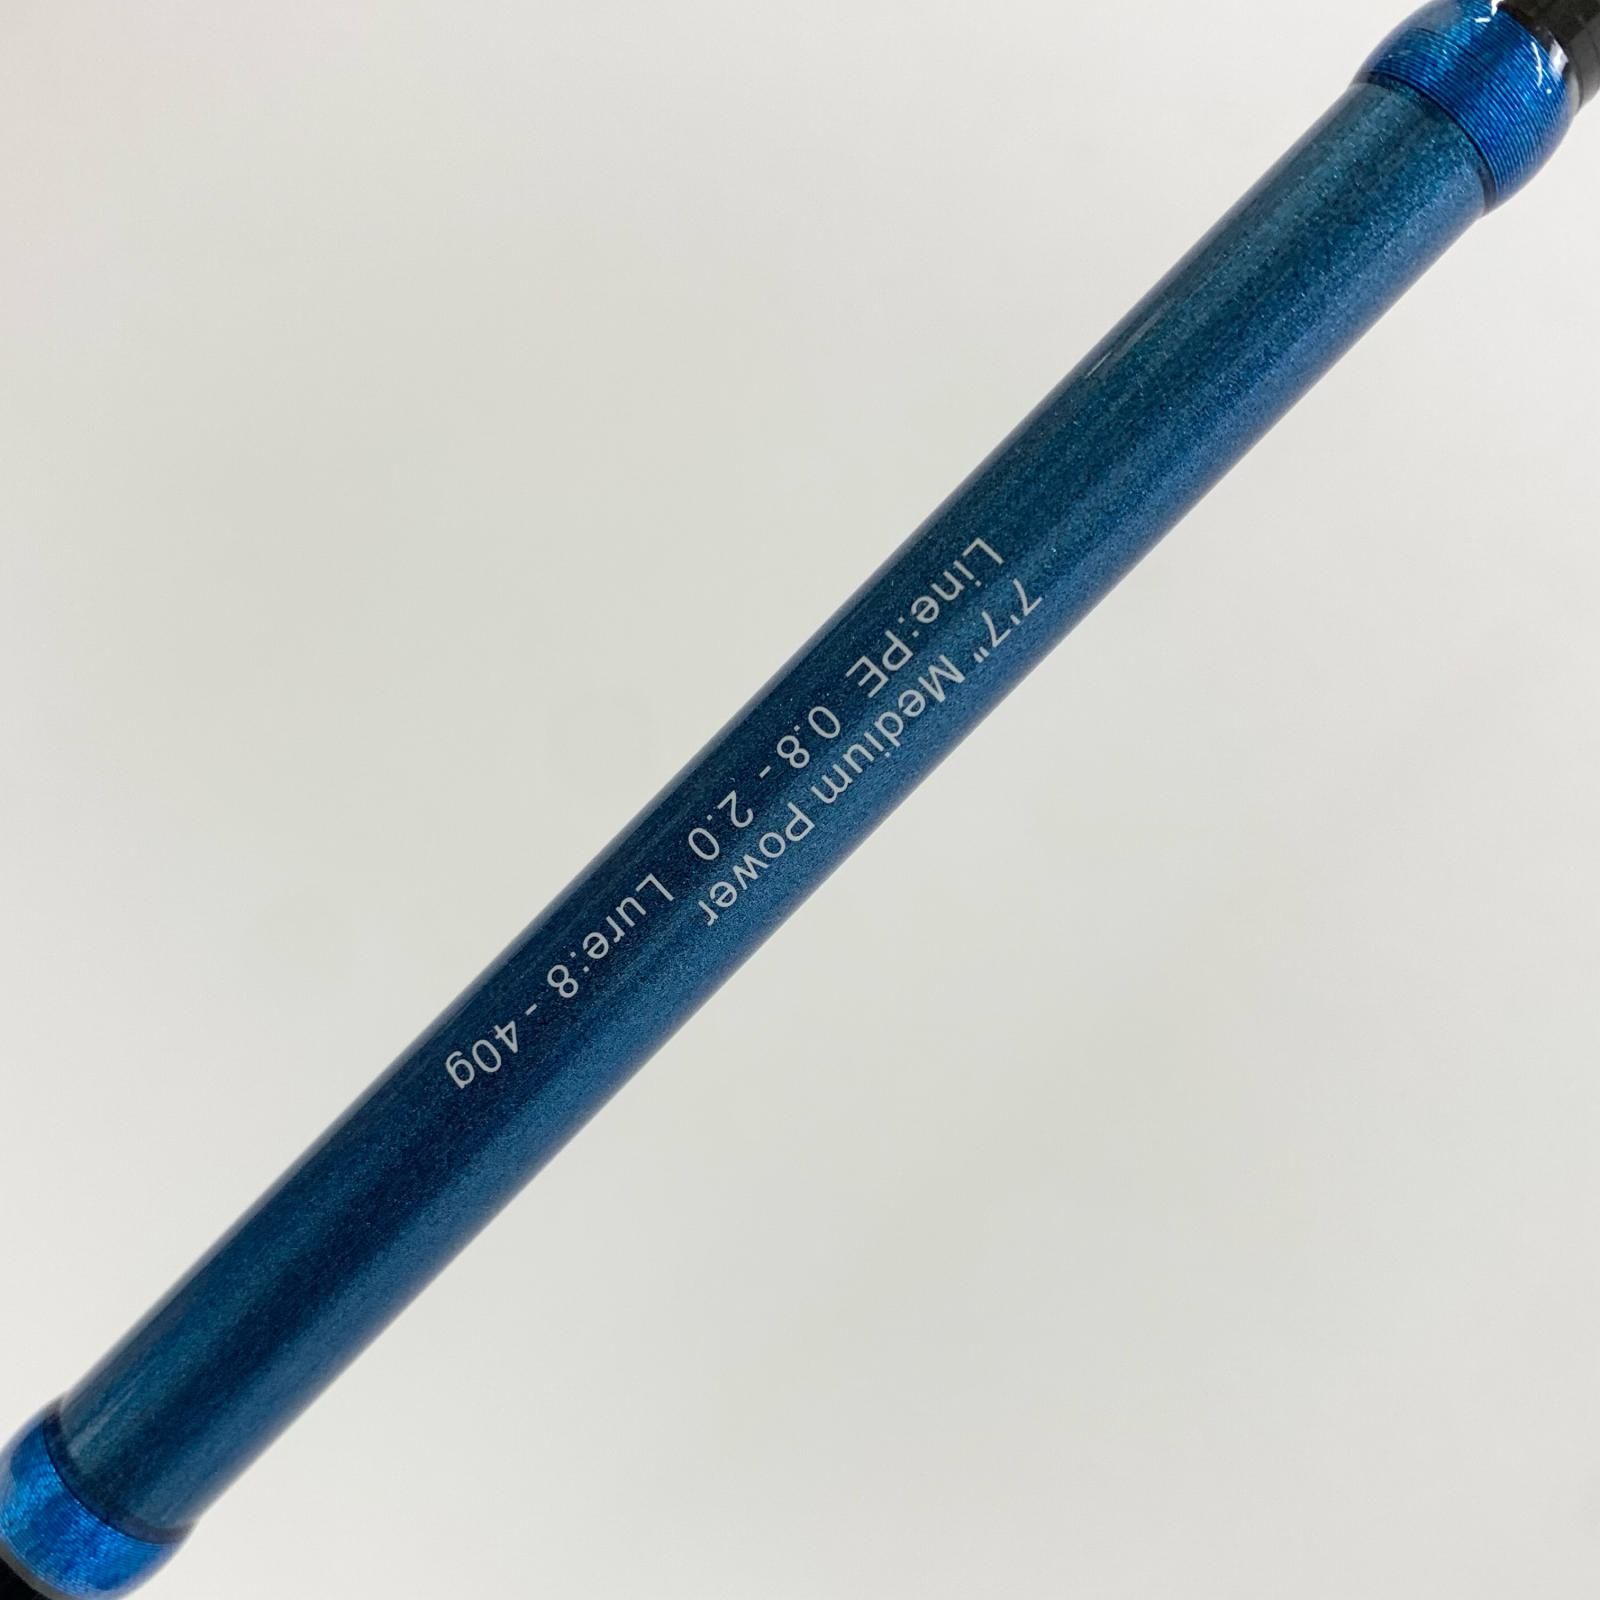 7'7" Medium Power
Line:PE 0.8 - 2.0 Lure:8 - 40g